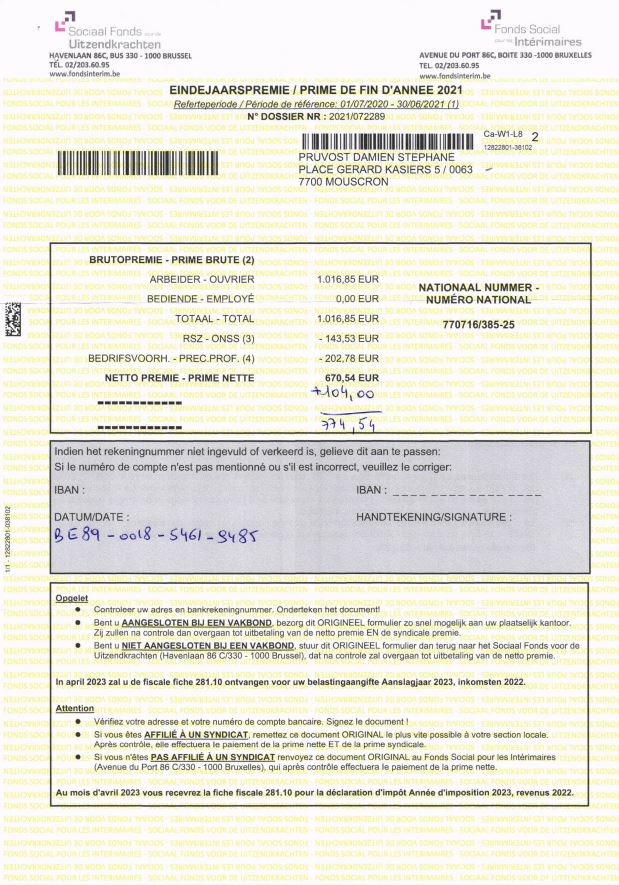 Sociaal Fonds voor de
Uitzendkrachten
HAVENLAAN 86C, BUS 330 - 1000 BRUSSEL
TÉL. 02/203.60.95
www.fondsinterim.be
Fonds Social
pour les Intérimaires
AVENUE DU PORT 86C, BOITE 330 -1000 BRUXELLES
TEL. 02/203.60.95
www.fondsinterim.be
EINDEJAARSPREMIE / PRIME DE FIN D'ANNEE 2021
Referteperiode / Période de référence: 01/07/2020 - 30/06/2021 (1)
N° DOSSIER NR : 2021/072289
Ca-W1-L8 2
12822801-38102
PRUVOST DAMIEN STEPHANE
PLACE GERARD KASIERS 5 / 0063
7700 MOUSCRON
BRUTOPREMIE - PRIME BRUTE (2)
ARBEIDER - OUVRIER 1.016,85 EUR
BEDIENDE - EMPLOYÉ 0,00 EUR
TOTAAL - TOTAL 1.016,85 EUR
RSZ - ONSS (3) - 143,53 EUR
BEDRIJFSVOORH. - PREC.PROF. (4) - 202,78 EUR
NETTO PREMIE - PRIME NETTE 670,54 EUR
+104,00
774,54
NATIONAAL NUMMER -
NUMÉRO NATIONAL
770716/385-25
Indien het rekeningnummer niet ingevuld of verkeerd is, gelieve dit aan te passen:
Si le numéro de compte n'est pas mentionné ou s'il est incorrect, veuillez le corriger:
IBAN : IBAN : _ _ _ _ _ _ _ _ _ _ _ _ _ _ _ _
DATUM/DATE : HANDTEKENING/SIGNATURE :
BE89 - 0018 - 5461 - 9485
1/1 - 12822801-038102
Opgelet
● Controleer uw adres en bankrekeningnummer. Onderteken het document!
● Bent u AANGESLOTEN BIJ EEN VAKBOND, bezorg dit ORIGINEEL formulier zo snel mogelijk aan uw plaatselijk kantoor.
Zij zullen na controle dan overgaan tot uitbetaling van de netto premie EN de syndicale premie.
● Bent u NIET AANGESLOTEN BIJ EEN VAKBOND, stuur dit ORIGINEEL formulier dan terug naar het Sociaal Fonds voor de
Uitzendkrachten (Havenlaan 86 C/330 - 1000 Brussel), dat na controle zal overgaan tot uitbetaling van de netto premie.
In april 2023 zal u de fiscale fiche 281.10 ontvangen voor uw belastingaangifte Aanslagjaar 2023, inkomsten 2022.
Attention
● Vérifiez votre adresse et votre numéro de compte bancaire. Signez le document !
● Si vous êtes AFFILIÉ À UN SYNDICAT, remettez ce document ORIGINAL le plus vite possible à votre section locale.
Après contrôle, elle effectuera le paiement de la prime nette ET de la prime syndicale.
● Si vous n'êtes PAS AFFILIÉ À UN SYNDICAT renvoyez ce document ORIGINAL au Fonds Social pour les Intérimaires
(Avenue du Port 86 C/330 - 1000 Bruxelles), qui après contrôle effectuera le paiement de la prime nette.
Au mois d'avril 2023 vous recevrez la fiche fiscale 281.10 pour la déclaration d'impôt Année d'imposition 2023, revenus 2022.